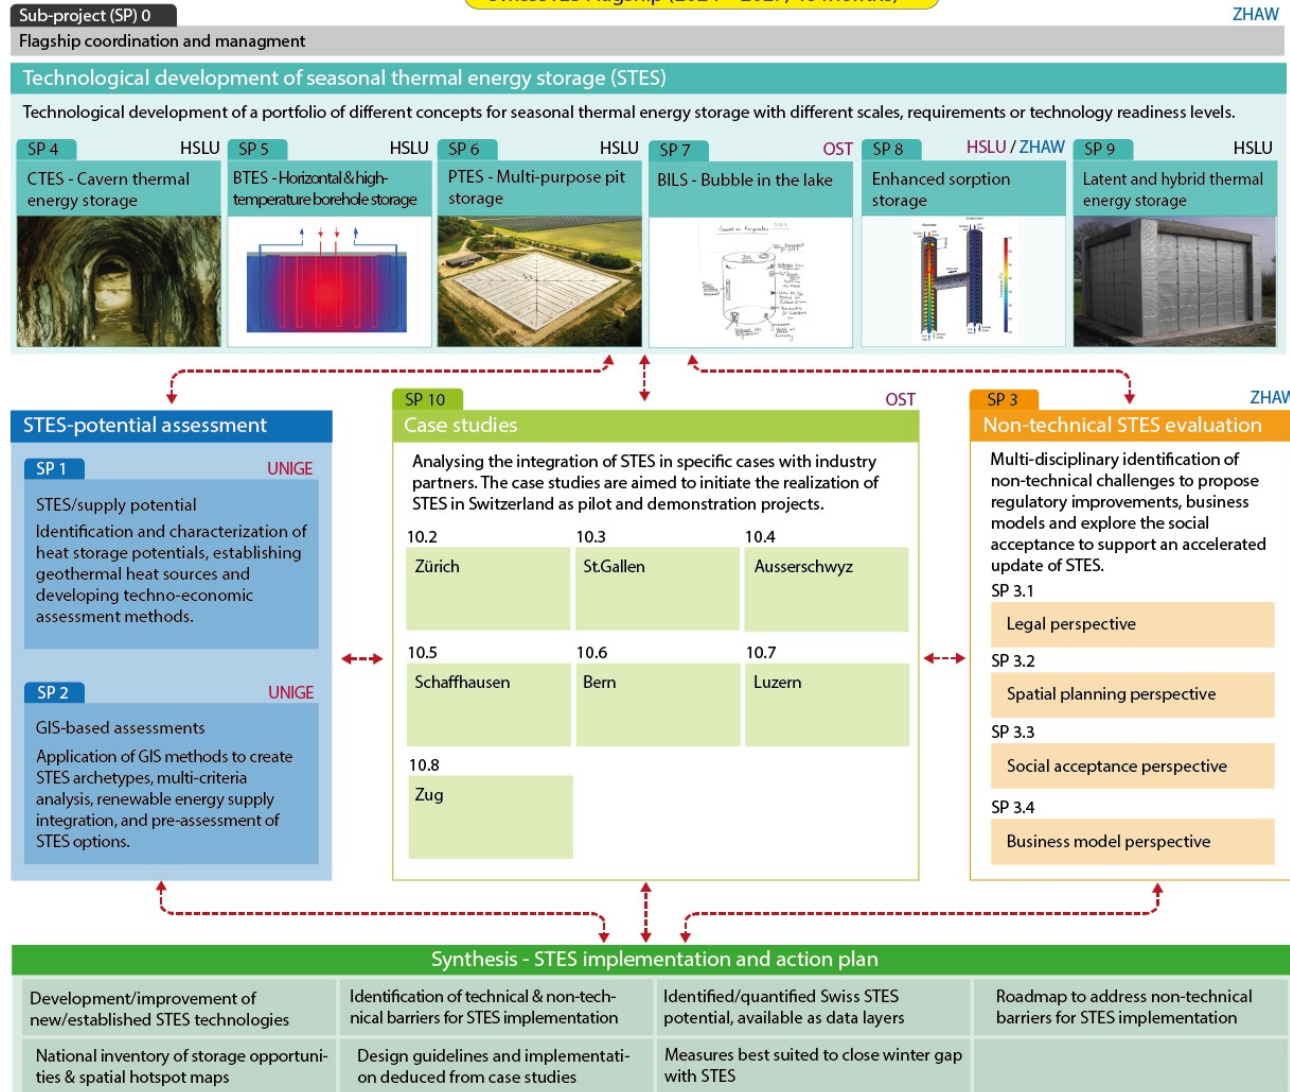 Sub-project (SP) 0
ZHAW
Flagship coordination and managment
Technological development of seasonal thermal energy storage (STES)
Technological development of a portfolio of different concepts for seasonal thermal energy storage with different scales, requirements or technology readiness levels.
SP 4
HSLU
CTES - Cavern thermal
energy storage
SP 5
HSLU
BTES - Horizontal & high-
temperature borehole storage
SP 6
HSLU
PTES - Multi-purpose pit
storage
SP 7
OST
BILS - Bubble in the lake
SP 8
HSLU / ZHAW
Enhanced sorption
storage
SP 9
HSLU
Latent and hybrid thermal
energy storage
STES-potential assessment
SP 1
UNIGE
STES/supply potential
Identification and characterization of
heat storage potentials, establishing
geothermal heat sources and
developing techno-economic
assessment methods.
SP 2
UNIGE
GIS-based assessments
Application of GIS methods to create
STES archetypes, multi-criteria
analysis, renewable energy supply
integration, and pre-assessment of
STES options.
SP 10
OST
Case studies
Analysing the integration of STES in specific cases with industry
partners. The case studies are aimed to initiate the realization of
STES in Switzerland as pilot and demonstration projects.
10.2
Zürich
10.3
St.Gallen
10.4
Ausserschwyz
10.5
Schaffhausen
10.6
Bern
10.7
Luzern
10.8
Zug
SP 3
ZHAW
Non-technical STES evaluation
Multi-disciplinary identification of
non-technical challenges to propose
regulatory improvements, business
models and explore the social
acceptance to support an accelerated
update of STES.
SP 3.1
Legal perspective
SP 3.2
Spatial planning perspective
SP 3.3
Social acceptance perspective
SP 3.4
Business model perspective
Synthesis - STES implementation and action plan
Development/improvement of
new/established STES technologies
Identification of technical & non-tech-
nical barriers for STES implementation
Identified/quantified Swiss STES
potential, available as data layers
Roadmap to address non-technical
barriers for STES implementation
National inventory of storage opportuni-
ties & spatial hotspot maps
Design guidelines and implementati-
on deduced from case studies
Measures best suited to close winter gap
with STES